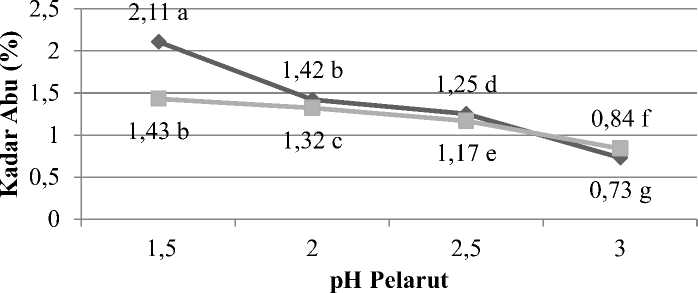 Kadar Abu (%)
2,5
2
1,5
1
0,5
0
2,11 a
1,42 b
1,25 d
0,84 f
1,43 b
1,32 c
1,17 e
0,73 g
1,5 2 2,5 3
pH Pelarut